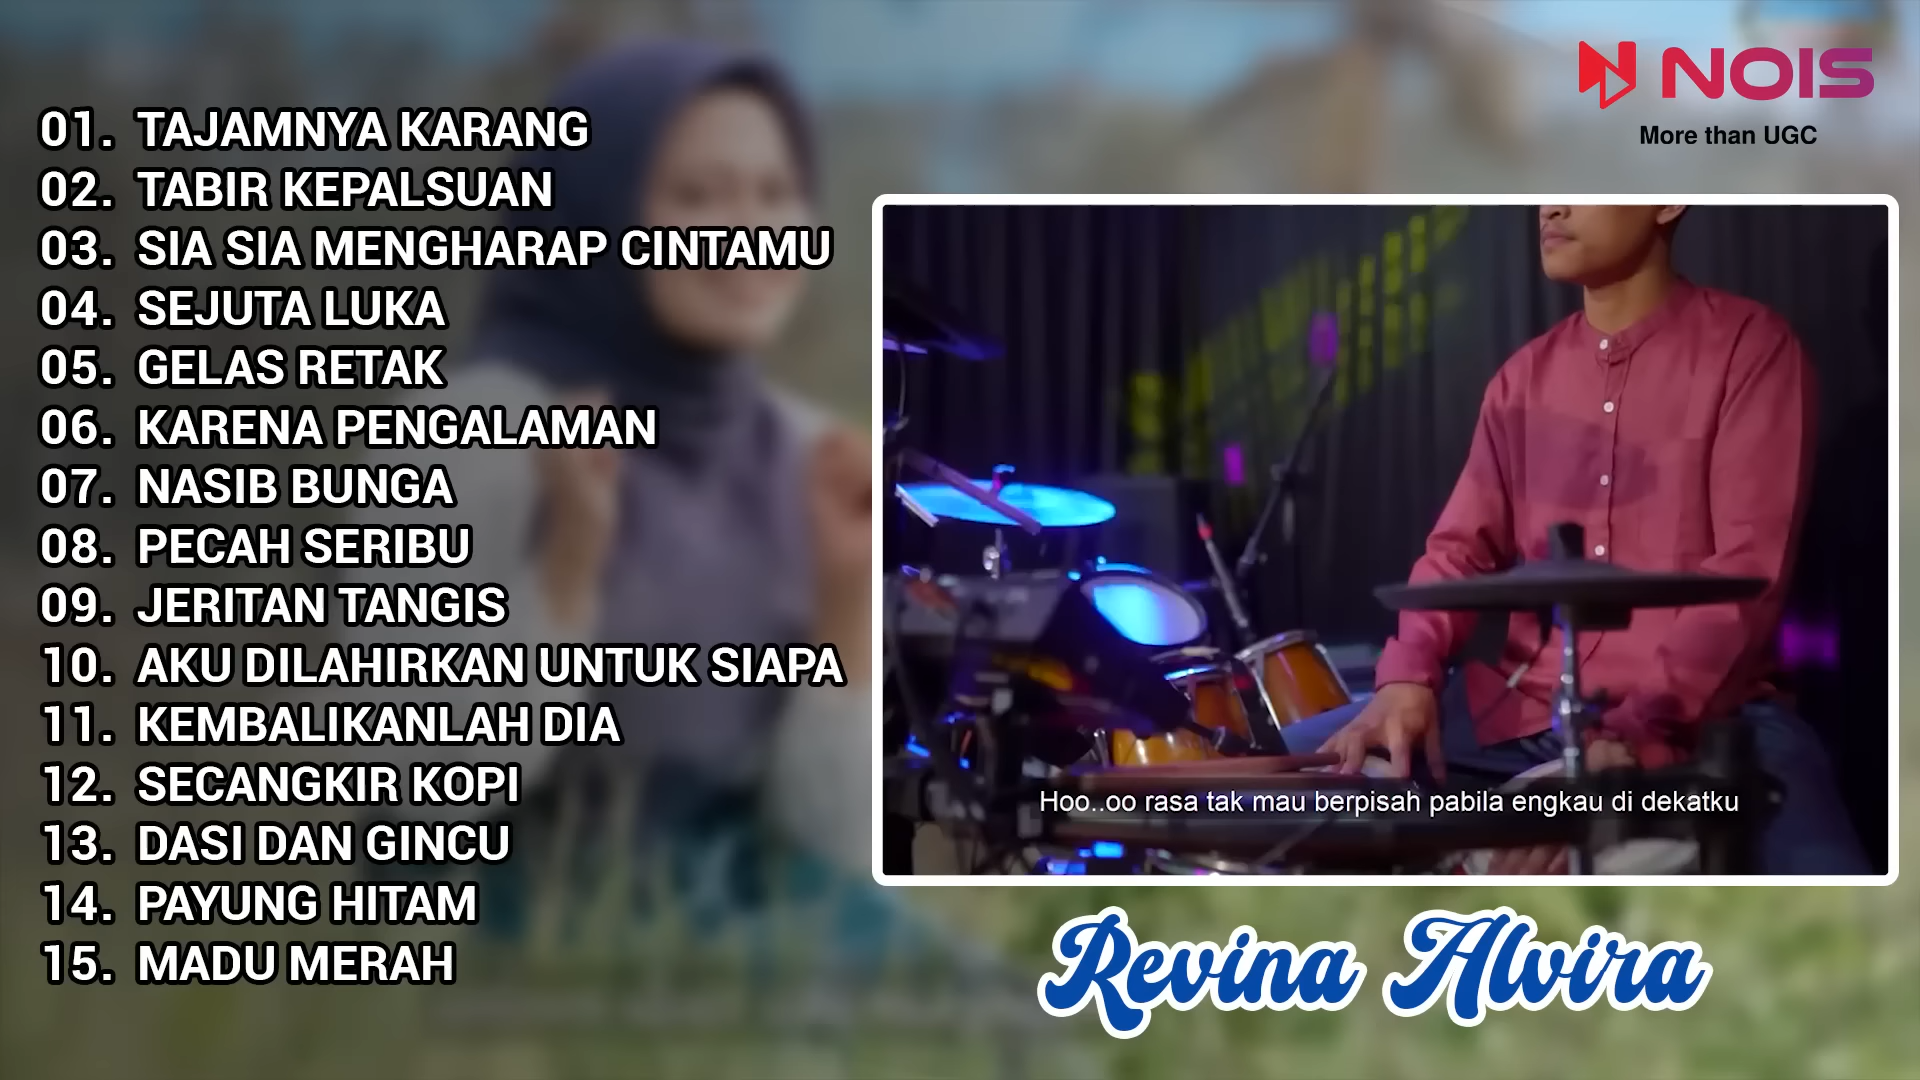 01. TAJAMNYA KARANG
02. TABIR KEPALSUAN
03. SIA SIA MENGHARAP CINTAMU
04. SEJUTA LUKA
05. GELAS RETAK
06. KARENA PENGALAMAN
07. NASIB BUNGA
08. PECAH SERIBU
09. JERITAN TANGIS
10. AKU DILAHIRKAN UNTUK SIAPA
11. KEMBALIKANLAH DIA
12. SECANGKIR KOPI
13. DASI DAN GINCU
14. PAYUNG HITAM
15. MADU MERAH
NOIS
More than UGC
Hoo..oo rasa tak mau berpisah pabila engkau di dekatku
Revina Alvira